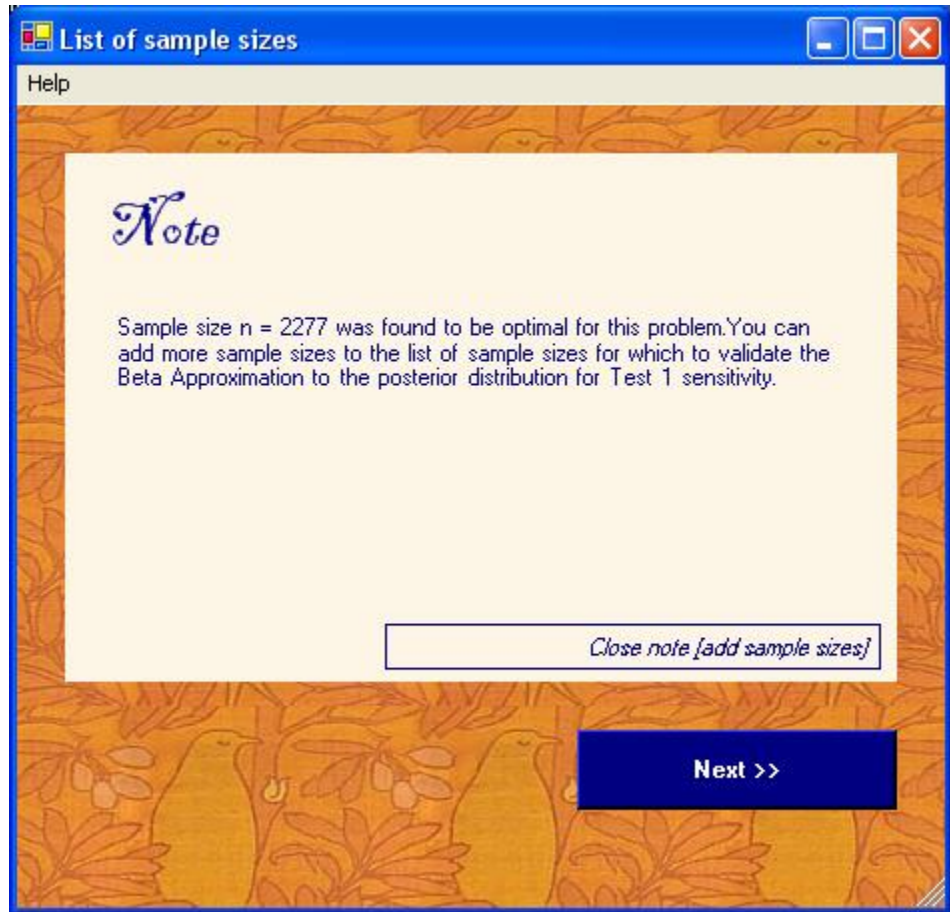 List of sample sizes
Help
Note
Sample size n = 2277 was found to be optimal for this problem.You can
add more sample sizes to the list of sample sizes for which to validate the
Beta Approximation to the posterior distribution for Test 1 sensitivity.
Close note [add sample sizes]
Next >>